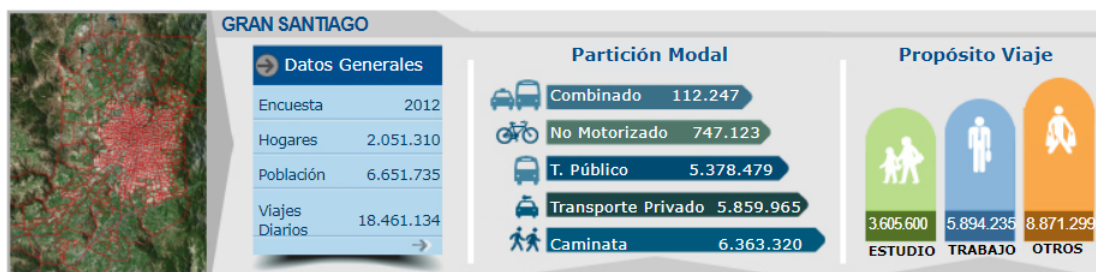 GRAN SANTIAGO
Datos Generales
Encuesta 2012
Hogares 2.051.310
Población 6.651.735
Viajes
Diarios 18.461.134
Partición Modal
Combinado 112.247
No Motorizado 747.123
T. Público 5.378.479
Transporte Privado 5.859.965
Caminata 6.363.320
Propósito Viaje
3.605.600 5.894.235 8.871.299
ESTUDIO TRABAJO OTROS